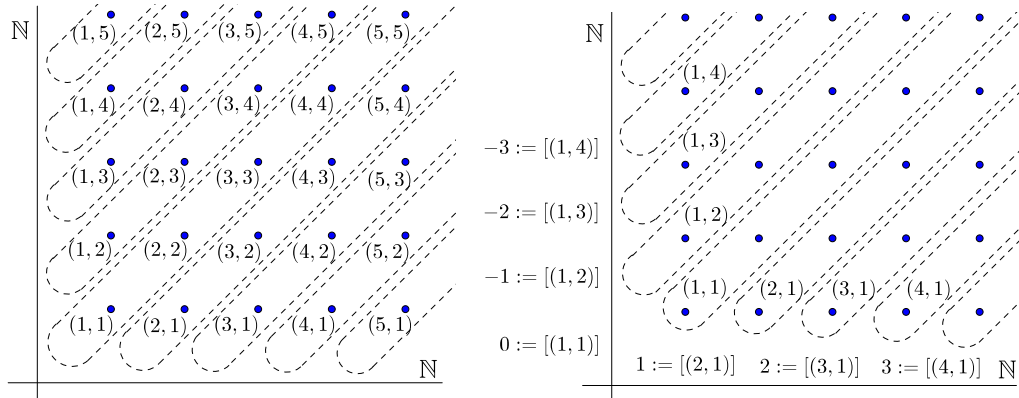 ℕ
(1, 5) (2, 5) (3, 5) (4, 5) (5, 5)
(1, 4) (2, 4) (3, 4) (4, 4) (5, 4)
(1, 3) (2, 3) (3, 3) (4, 3) (5, 3)
(1, 2) (2, 2) (3, 2) (4, 2) (5, 2)
(1, 1) (2, 1) (3, 1) (4, 1) (5, 1)
ℕ
ℕ
(1, 4)
−3 := [(1, 4)]
(1, 3)
−2 := [(1, 3)]
(1, 2)
−1 := [(1, 2)]
(1, 1) (2, 1) (3, 1) (4, 1)
0 := [(1, 1)]
1 := [(2, 1)] 2 := [(3, 1)] 3 := [(4, 1)] ℕ